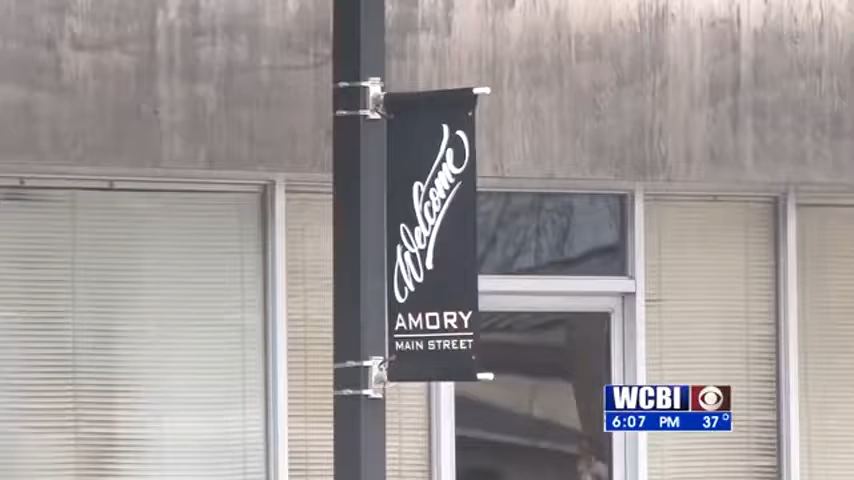 Welcome
AMORY
MAIN STREET
WCBI
6:07 PM 37°